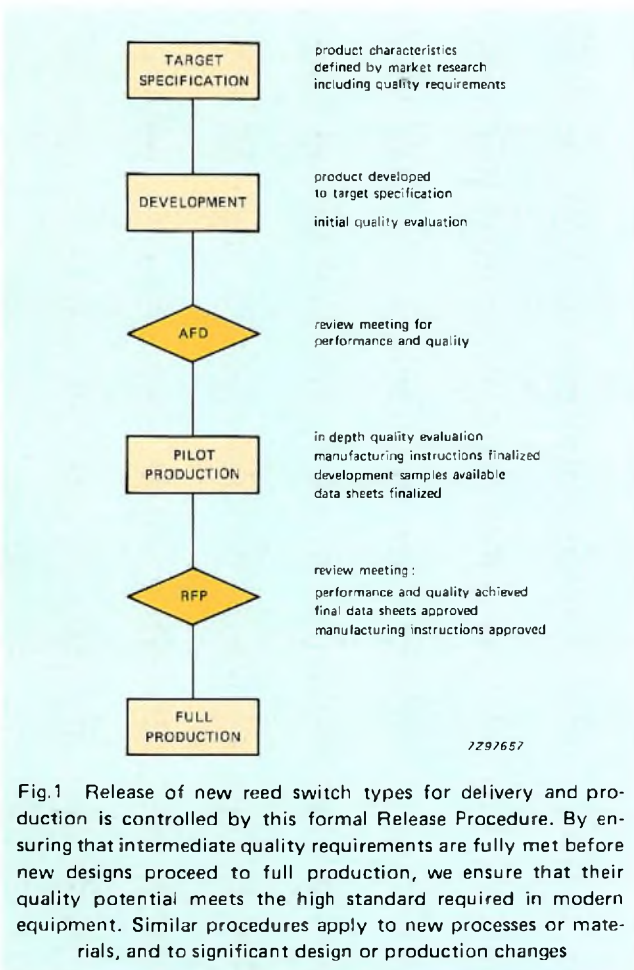 TARGET
SPECIFICATION
product characteristics
defined by market research
including quality requirements
DEVELOPMENT
product developed
to target specification
initial quality evaluation
AFD
review meeting for
performance and quality
PILOT
PRODUCTION
in depth quality evaluation
manufacturing instructions finalized
development samples available
data sheets finalized
RFP
review meeting :
performance and quality achieved
final data sheets approved
manufacturing instructions approved
FULL
PRODUCTION
7Z97657
Fig.1 Release of new reed switch types for delivery and pro-
duction is controlled by this formal Release Procedure. By en-
suring that intermediate quality requirements are fully met before
new designs proceed to full production, we ensure that their
quality potential meets the high standard required in modern
equipment. Similar procedures apply to new processes or mate-
rials, and to significant design or production changes